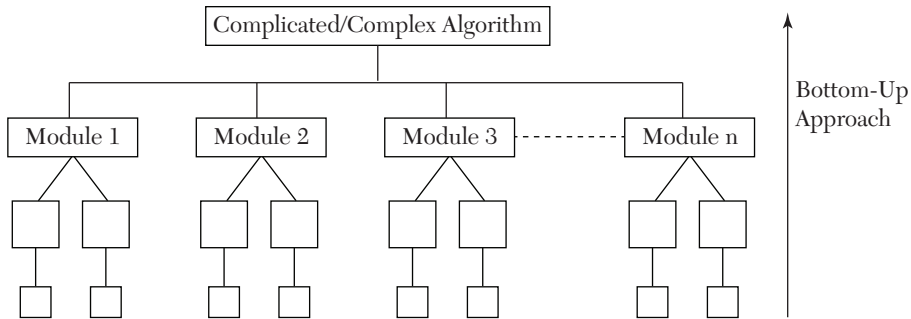 Complicated/Complex Algorithm
Bottom-Up
Approach
Module 1
Module 2
Module 3
Module n